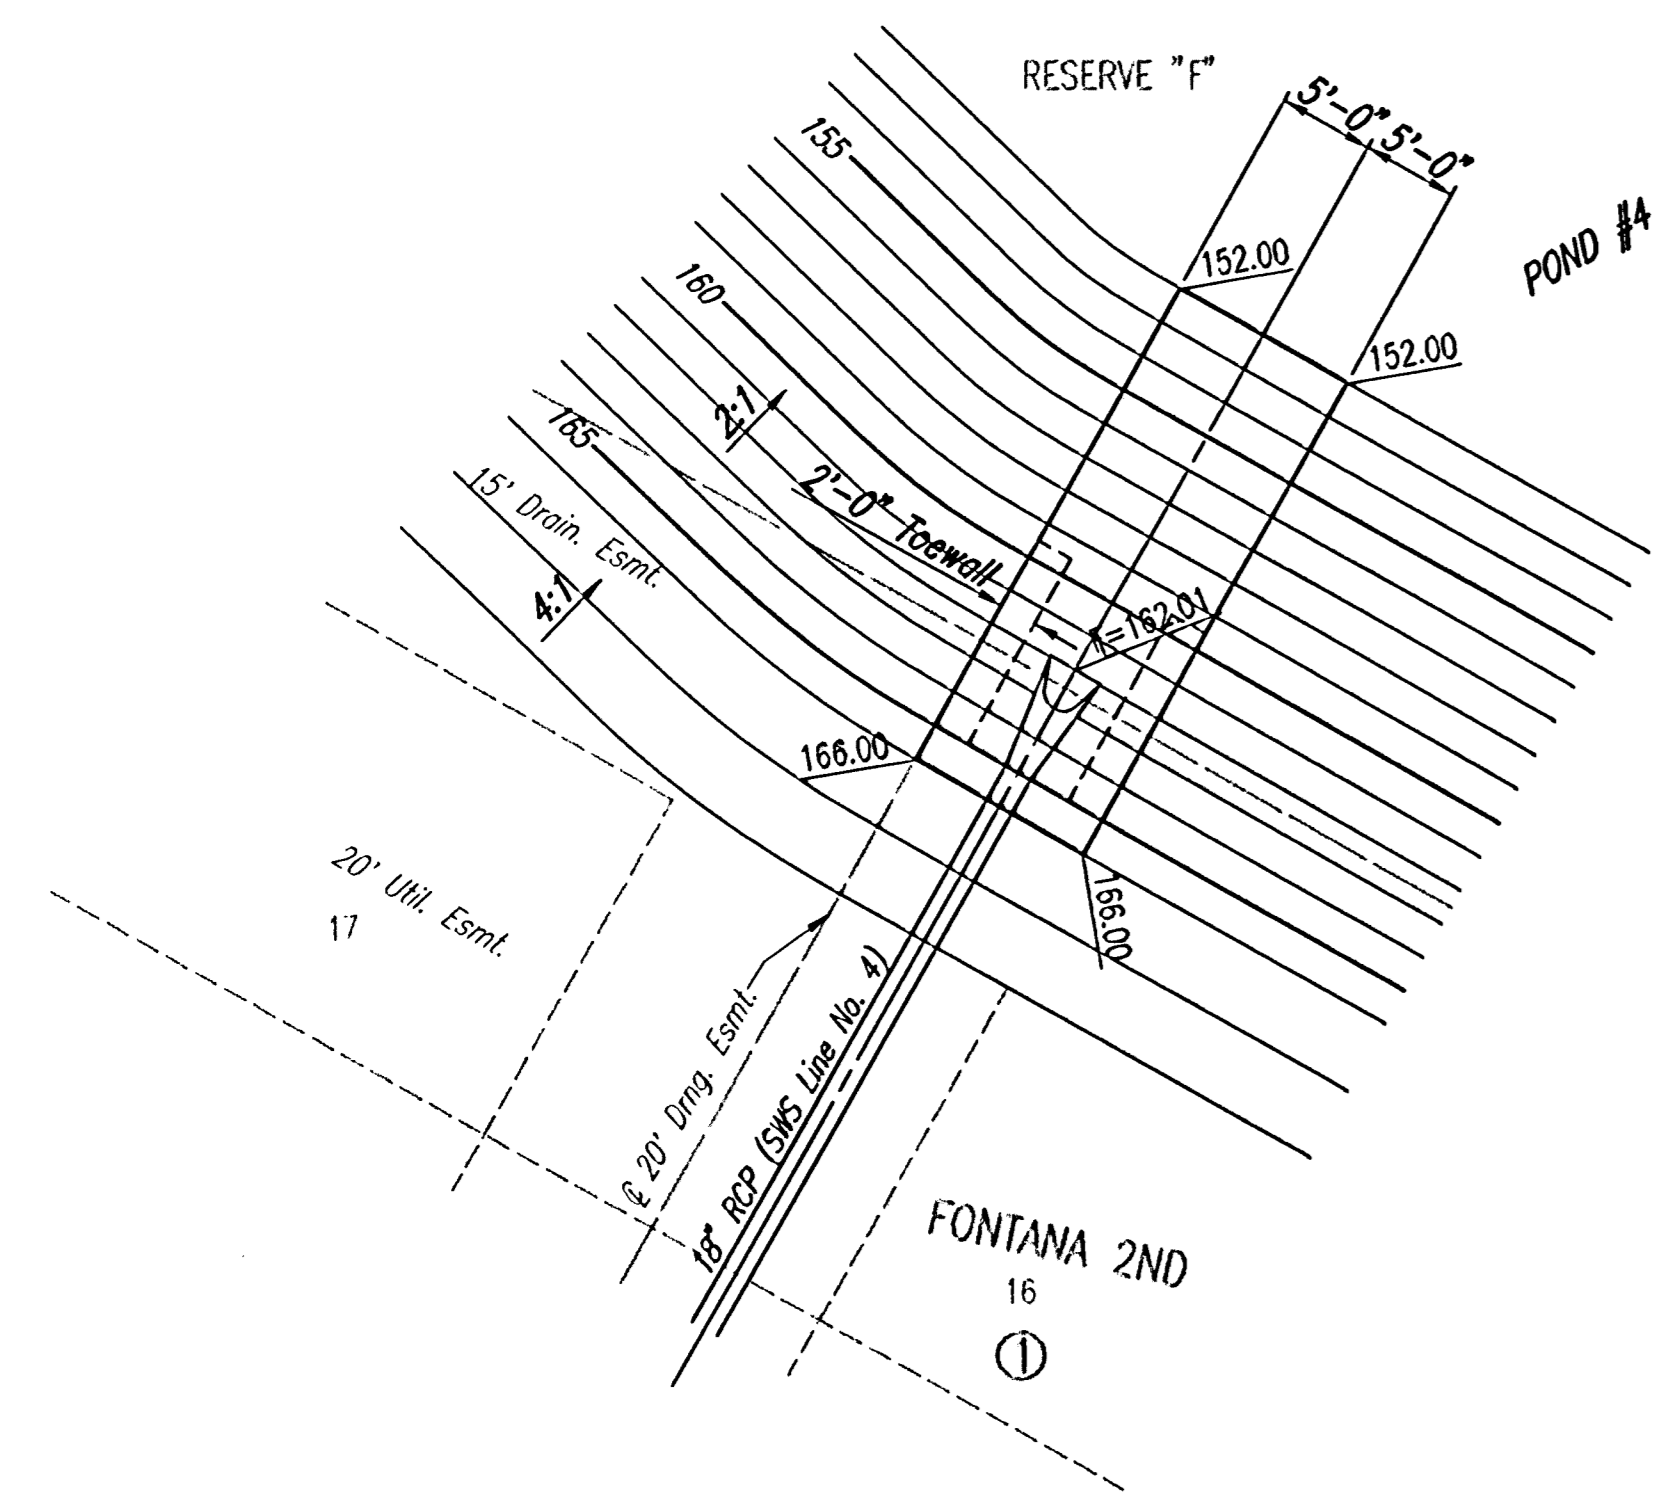 RESERVE "F"
5'-0" 5'-0"
POND #4
155
152.00
160
152.00
2:1
165
2'-0" Toewall
15' Drain. Esmt.
4:1
=162.01
166.00
166.00
20' Util. Esmt.
17
℄ 20' Drng. Esmt.
18" RCP (SWS Line No. 4)
FONTANA 2ND
16
1